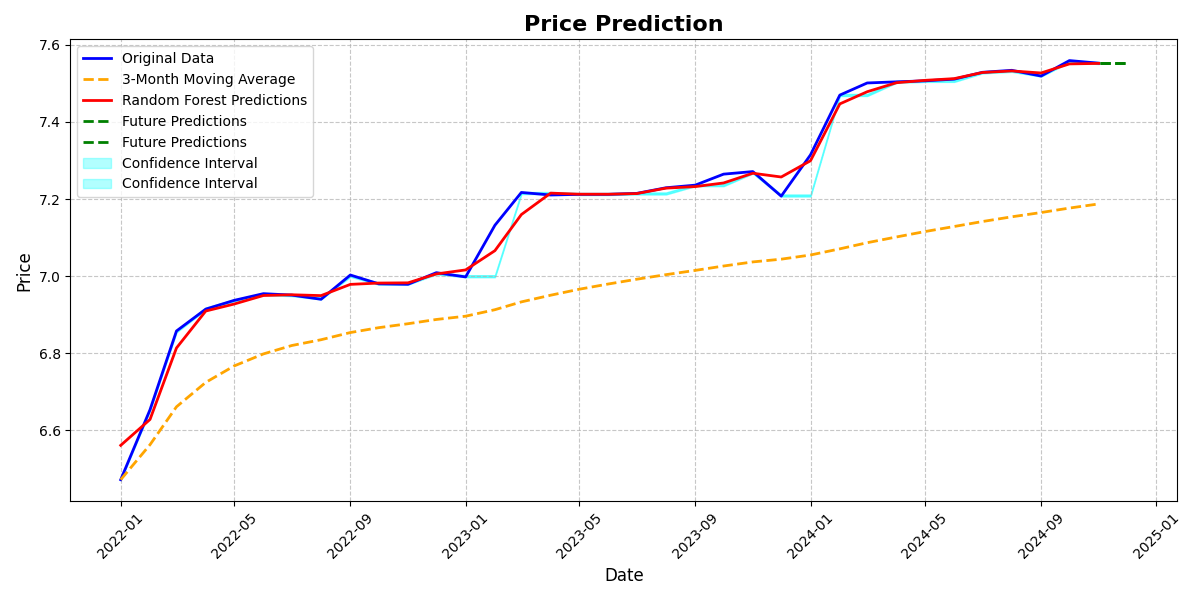 Price Prediction
Original Data
3-Month Moving Average
Random Forest Predictions
Future Predictions
Future Predictions
Confidence Interval
Confidence Interval
7.6
7.4
7.2
7.0
6.8
6.6
Price
2022-01
2022-05
2022-09
2023-01
2023-05
2023-09
2024-01
2024-05
2024-09
2025-01
Date